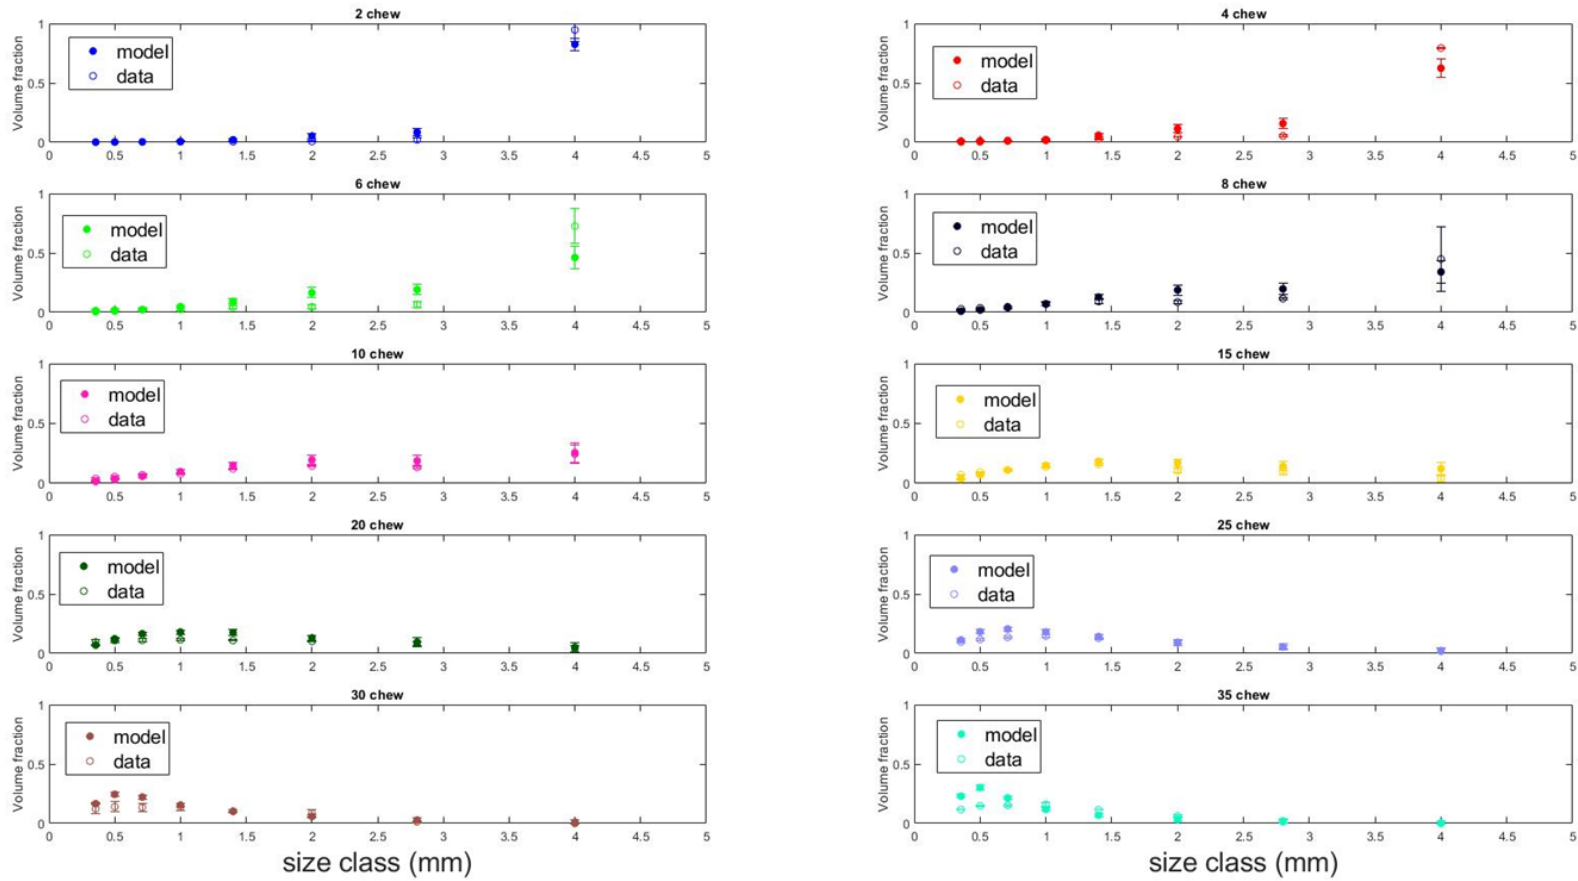 2 chew
Volume fraction
1
0.5
0
model
data
0 0.5 1 1.5 2 2.5 3 3.5 4 4.5 5
4 chew
Volume fraction
1
0.5
0
model
data
0 0.5 1 1.5 2 2.5 3 3.5 4 4.5 5
6 chew
Volume fraction
1
0.5
0
model
data
0 0.5 1 1.5 2 2.5 3 3.5 4 4.5 5
8 chew
Volume fraction
1
0.5
0
model
data
0 0.5 1 1.5 2 2.5 3 3.5 4 4.5 5
10 chew
Volume fraction
1
0.5
0
model
data
0 0.5 1 1.5 2 2.5 3 3.5 4 4.5 5
15 chew
Volume fraction
1
0.5
0
model
data
0 0.5 1 1.5 2 2.5 3 3.5 4 4.5 5
20 chew
Volume fraction
1
0.5
0
model
data
0 0.5 1 1.5 2 2.5 3 3.5 4 4.5 5
25 chew
Volume fraction
1
0.5
0
model
data
0 0.5 1 1.5 2 2.5 3 3.5 4 4.5 5
30 chew
Volume fraction
1
0.5
0
model
data
0 0.5 1 1.5 2 2.5 3 3.5 4 4.5 5
size class (mm)
35 chew
Volume fraction
1
0.5
0
model
data
0 0.5 1 1.5 2 2.5 3 3.5 4 4.5 5
size class (mm)